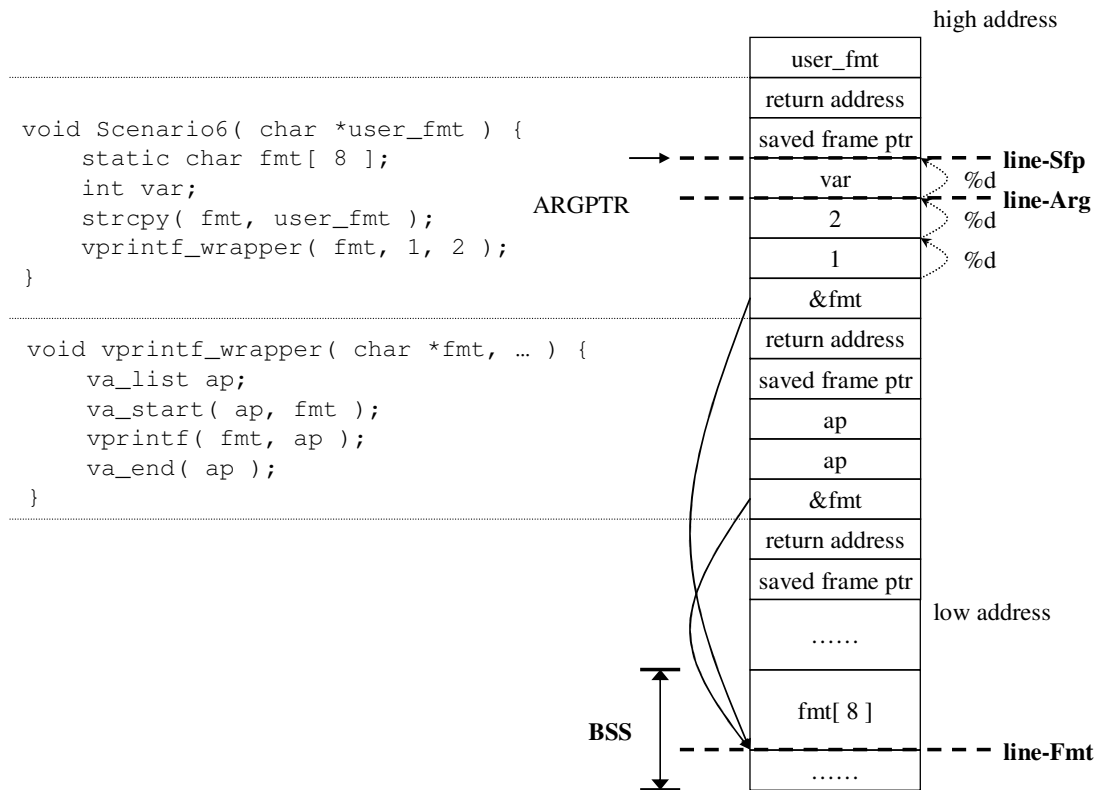 high address
user_fmt
return address
saved frame ptr
void Scenario6( char *user_fmt ) {
static char fmt[ 8 ];
int var;
strcpy( fmt, user_fmt );
vprintf_wrapper( fmt, 1, 2 );
}
ARGPTR
line-Sfp
var
%d
line-Arg
2
%d
1
%d
&fmt
void vprintf_wrapper( char *fmt, … ) {
va_list ap;
va_start( ap, fmt );
vprintf( fmt, ap );
va_end( ap );
}
return address
saved frame ptr
ap
ap
&fmt
return address
saved frame ptr
low address
……
BSS
fmt[ 8 ]
line-Fmt
……